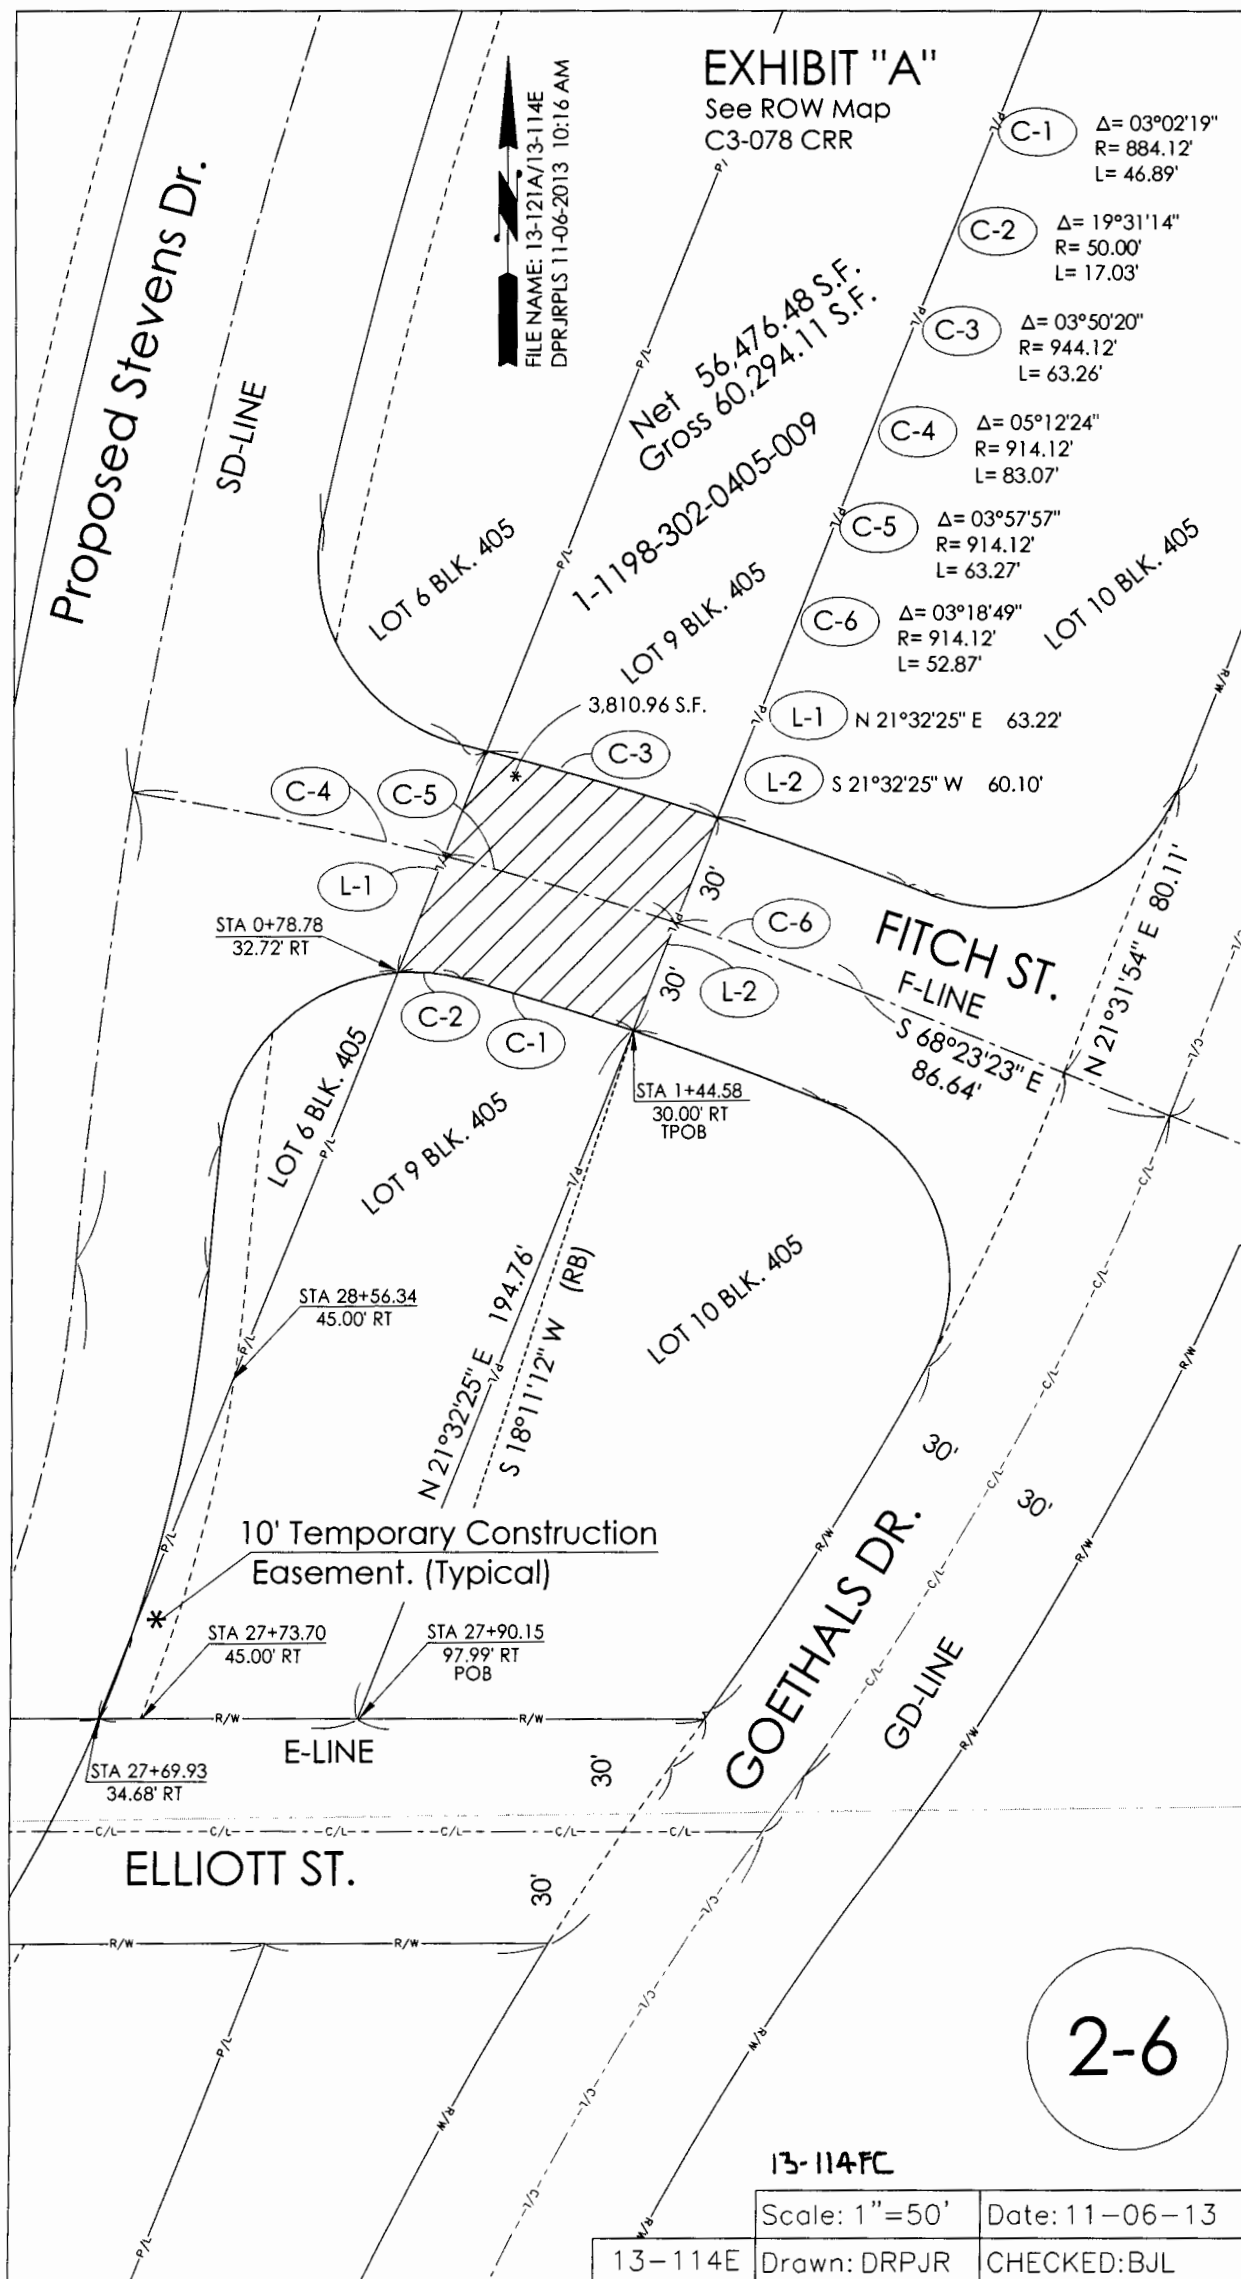 EXHIBIT "A"
See ROW Map
C3-078 CRR
FILE NAME: 13-121A/13-114E
DPRJRPLS 11-06-2013 10:16 AM
N
C-1
Δ= 03°02'19"
R= 884.12'
L= 46.89'
C-2
Δ= 19°31'14"
R= 50.00'
L= 17.03'
C-3
Δ= 03°50'20"
R= 944.12'
L= 63.26'
C-4
Δ= 05°12'24"
R= 914.12'
L= 83.07'
C-5
Δ= 03°57'57"
R= 914.12'
L= 63.27'
C-6
Δ= 03°18'49"
R= 914.12'
L= 52.87'
L-1
N 21°32'25" E 63.22'
L-2
S 21°32'25" W 60.10'
Proposed Stevens Dr.
SD-LINE
Net 56,476.48 S.F.
Gross 60,294.11 S.F.
1-1198-302-0405-009
LOT 6 BLK. 405
LOT 9 BLK. 405
LOT 10 BLK. 405
3,810.96 S.F.
*
C-3
C-4
C-5
L-1
STA 0+78.78
32.72' RT
30'
30'
C-6
L-2
C-2
C-1
FITCH ST.
F-LINE
S 68°23'23" E
86.64'
N 21°31'54" E 80.11'
STA 1+44.58
30.00' RT
TPOB
LOT 6 BLK. 405
LOT 9 BLK. 405
LOT 10 BLK. 405
N 21°32'25" E 194.76'
S 18°11'12" W (RB)
STA 28+56.34
45.00' RT
10' Temporary Construction
Easement. (Typical)
*
STA 27+73.70
45.00' RT
STA 27+90.15
97.99' RT
POB
STA 27+69.93
34.68' RT
E-LINE
30'
30'
ELLIOTT ST.
GOETHALS DR.
GD-LINE
30'
30'
P/L
P/L
P/L
P/L
P/L
P/L
P/L
P/L
P/L
P/L
P/L
R/W
R/W
R/W
R/W
R/W
R/W
R/W
R/W
C/L
C/L
C/L
C/L
C/L
C/L
C/L
C/L
2-6
13-114FC
Scale: 1"=50'
Date: 11-06-13
13-114E
Drawn: DRPJR
CHECKED: BJL